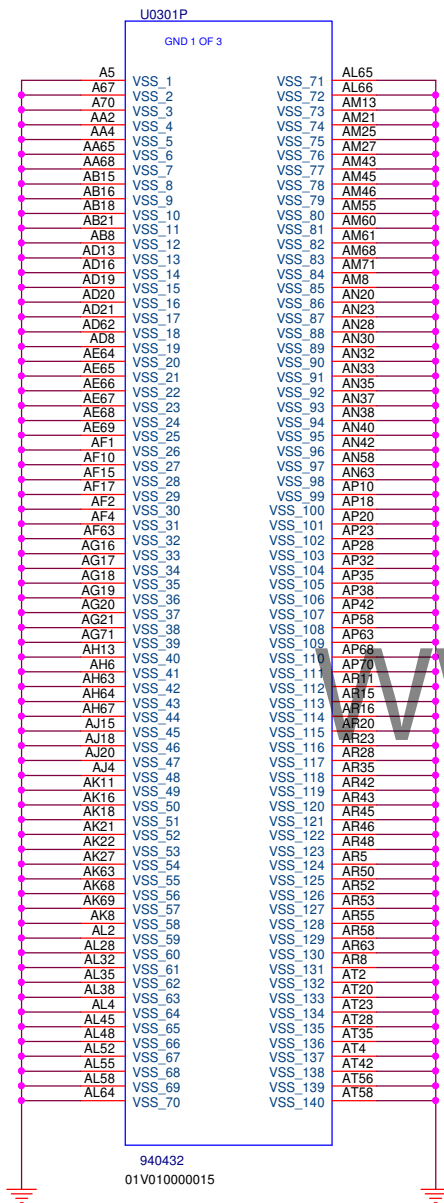 U0301P
GND 1 OF 3
A5 VSS_1 VSS_71 AL65
A67 VSS_2 VSS_72 AL66
A70 VSS_3 VSS_73 AM13
AA2 VSS_4 VSS_74 AM21
AA4 VSS_5 VSS_75 AM25
AA65 VSS_6 VSS_76 AM27
AA68 VSS_7 VSS_77 AM43
AB15 VSS_8 VSS_78 AM45
AB16 VSS_9 VSS_79 AM46
AB18 VSS_10 VSS_80 AM55
AB21 VSS_11 VSS_81 AM60
AB8 VSS_12 VSS_82 AM61
AD13 VSS_13 VSS_83 AM68
AD16 VSS_14 VSS_84 AM71
AD19 VSS_15 VSS_85 AM8
AD20 VSS_16 VSS_86 AN20
AD21 VSS_17 VSS_87 AN23
AD62 VSS_18 VSS_88 AN28
AD8 VSS_19 VSS_89 AN30
AE64 VSS_20 VSS_90 AN32
AE65 VSS_21 VSS_91 AN33
AE66 VSS_22 VSS_92 AN35
AE67 VSS_23 VSS_93 AN37
AE68 VSS_24 VSS_94 AN38
AE69 VSS_25 VSS_95 AN40
AF1 VSS_26 VSS_96 AN42
AF10 VSS_27 VSS_97 AN58
AF15 VSS_28 VSS_98 AN63
AF17 VSS_29 VSS_99 AP10
AF2 VSS_30 VSS_100 AP18
AF4 VSS_31 VSS_101 AP20
AF63 VSS_32 VSS_102 AP23
AG16 VSS_33 VSS_103 AP28
AG17 VSS_34 VSS_104 AP32
AG18 VSS_35 VSS_105 AP35
AG19 VSS_36 VSS_106 AP38
AG20 VSS_37 VSS_107 AP42
AG21 VSS_38 VSS_108 AP58
AG71 VSS_39 VSS_109 AP63
AH13 VSS_40 VSS_110 AP68
AH6 VSS_41 VSS_111 AP70
AH63 VSS_42 VSS_112 AR11
AH64 VSS_43 VSS_113 AR15
AH67 VSS_44 VSS_114 AR16
AJ15 VSS_45 VSS_115 AR20
AJ18 VSS_46 VSS_116 AR23
AJ20 VSS_47 VSS_117 AR28
AJ4 VSS_48 VSS_118 AR35
AK11 VSS_49 VSS_119 AR42
AK16 VSS_50 VSS_120 AR43
AK18 VSS_51 VSS_121 AR45
AK21 VSS_52 VSS_122 AR46
AK22 VSS_53 VSS_123 AR48
AK27 VSS_54 VSS_124 AR5
AK63 VSS_55 VSS_125 AR50
AK68 VSS_56 VSS_126 AR52
AK69 VSS_57 VSS_127 AR53
AK8 VSS_58 VSS_128 AR55
AL2 VSS_59 VSS_129 AR58
AL28 VSS_60 VSS_130 AR63
AL32 VSS_61 VSS_131 AR8
AL35 VSS_62 VSS_132 AT2
AL38 VSS_63 VSS_133 AT20
AL4 VSS_64 VSS_134 AT23
AL45 VSS_65 VSS_135 AT28
AL48 VSS_66 VSS_136 AT35
AL52 VSS_67 VSS_137 AT4
AL55 VSS_68 VSS_138 AT42
AL58 VSS_69 VSS_139 AT56
AL64 VSS_70 VSS_140 AT58
940432
01V010000015